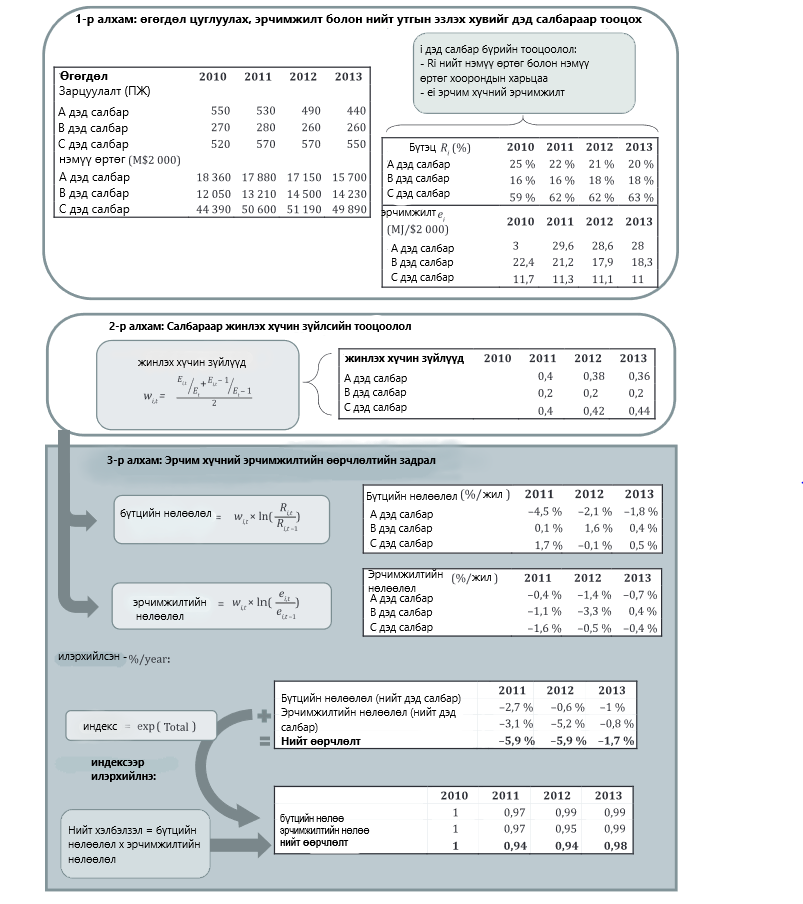 1-р алхам: өгөгдөл цуглуулах, эрчимжилт болон нийт утгын эзлэх хувийг дэд салбараар тооцох
i дэд салбар бүрийн тооцоолол:
- Ri нийт нэмүү өртөг болон нэмүү
өртөг хоорондын харьцаа
- ei эрчим хүчний эрчимжилт
Өгөгдөл 2010 2011 2012 2013
Зарцуулалт (ПЖ)
А дэд салбар 550 530 490 440
В дэд салбар 270 280 260 260
С дэд салбар 520 570 570 550
нэмүү өртөг (M$2 000)
А дэд салбар 18 360 17 880 17 150 15 700
В дэд салбар 12 050 13 210 14 500 14 230
С дэд салбар 44 390 50 600 51 190 49 890
Бүтэц Ri (%) 2010 2011 2012 2013
А дэд салбар 25 % 22 % 21 % 20 %
В дэд салбар 16 % 16 % 18 % 18 %
С дэд салбар 59 % 62 % 62 % 63 %
эрчимжилт ei
(MJ/$2 000) 2010 2011 2012 2013
А дэд салбар 3 29,6 28,6 28
В дэд салбар 22,4 21,2 17,9 18,3
С дэд салбар 11,7 11,3 11,1 11
2-р алхам: Салбараар жинлэх хүчин зүйлсийн тооцоолол
жинлэх хүчин зүйлүүд
wi,t = (Ei,t/Et + Ei,t−1/Et−1) / 2
жинлэх хүчин зүйлүүд 2010 2011 2012 2013
А дэд салбар 0,4 0,38 0,36
В дэд салбар 0,2 0,2 0,2
С дэд салбар 0,4 0,42 0,44
3-р алхам: Эрчим хүчний эрчимжилтийн өөрчлөлтийн задрал
бүтцийн нөлөөлөл = wi,t × ln(Ri,t / Ri,t−1)
Бүтцийн нөлөөлөл (%/жил) 2011 2012 2013
А дэд салбар −4,5 % −2,1 % −1,8 %
В дэд салбар 0,1 % 1,6 % 0,4 %
С дэд салбар 1,7 % −0,1 % 0,5 %
эрчимжилтийн
нөлөөлөл = wi,t × ln(ei,t / ei,t−1)
Эрчимжилтийн (%/жил) 2011 2012 2013
нөлөөлөл
А дэд салбар −0,4 % −1,4 % −0,7 %
В дэд салбар −1,1 % −3,3 % 0,4 %
С дэд салбар −1,6 % −0,5 % −0,4 %
илэрхийлсэн -%/year:
2011 2012 2013
Бүтцийн нөлөөлөл (нийт дэд салбар) −2,7 % −0,6 % −1 %
Эрчимжилтийн нөлөөлөл (нийт дэд
салбар) −3,1 % −5,2 % −0,8 %
Нийт өөрчлөлт −5,9 % −5,9 % −1,7 %
+
=
индекс = exp( Total )
индексээр
илэрхийлнэ:
Нийт хэлбэлзэл = бүтцийн
нөлөөлөл x эрчимжилтийн
нөлөөлөл
2010 2011 2012 2013
бүтцийн нөлөө 1 0,97 0,99 0,99
эрчимжилтийн нөлөө 1 0,97 0,95 0,99
нийт өөрчлөлт 1 0,94 0,94 0,98